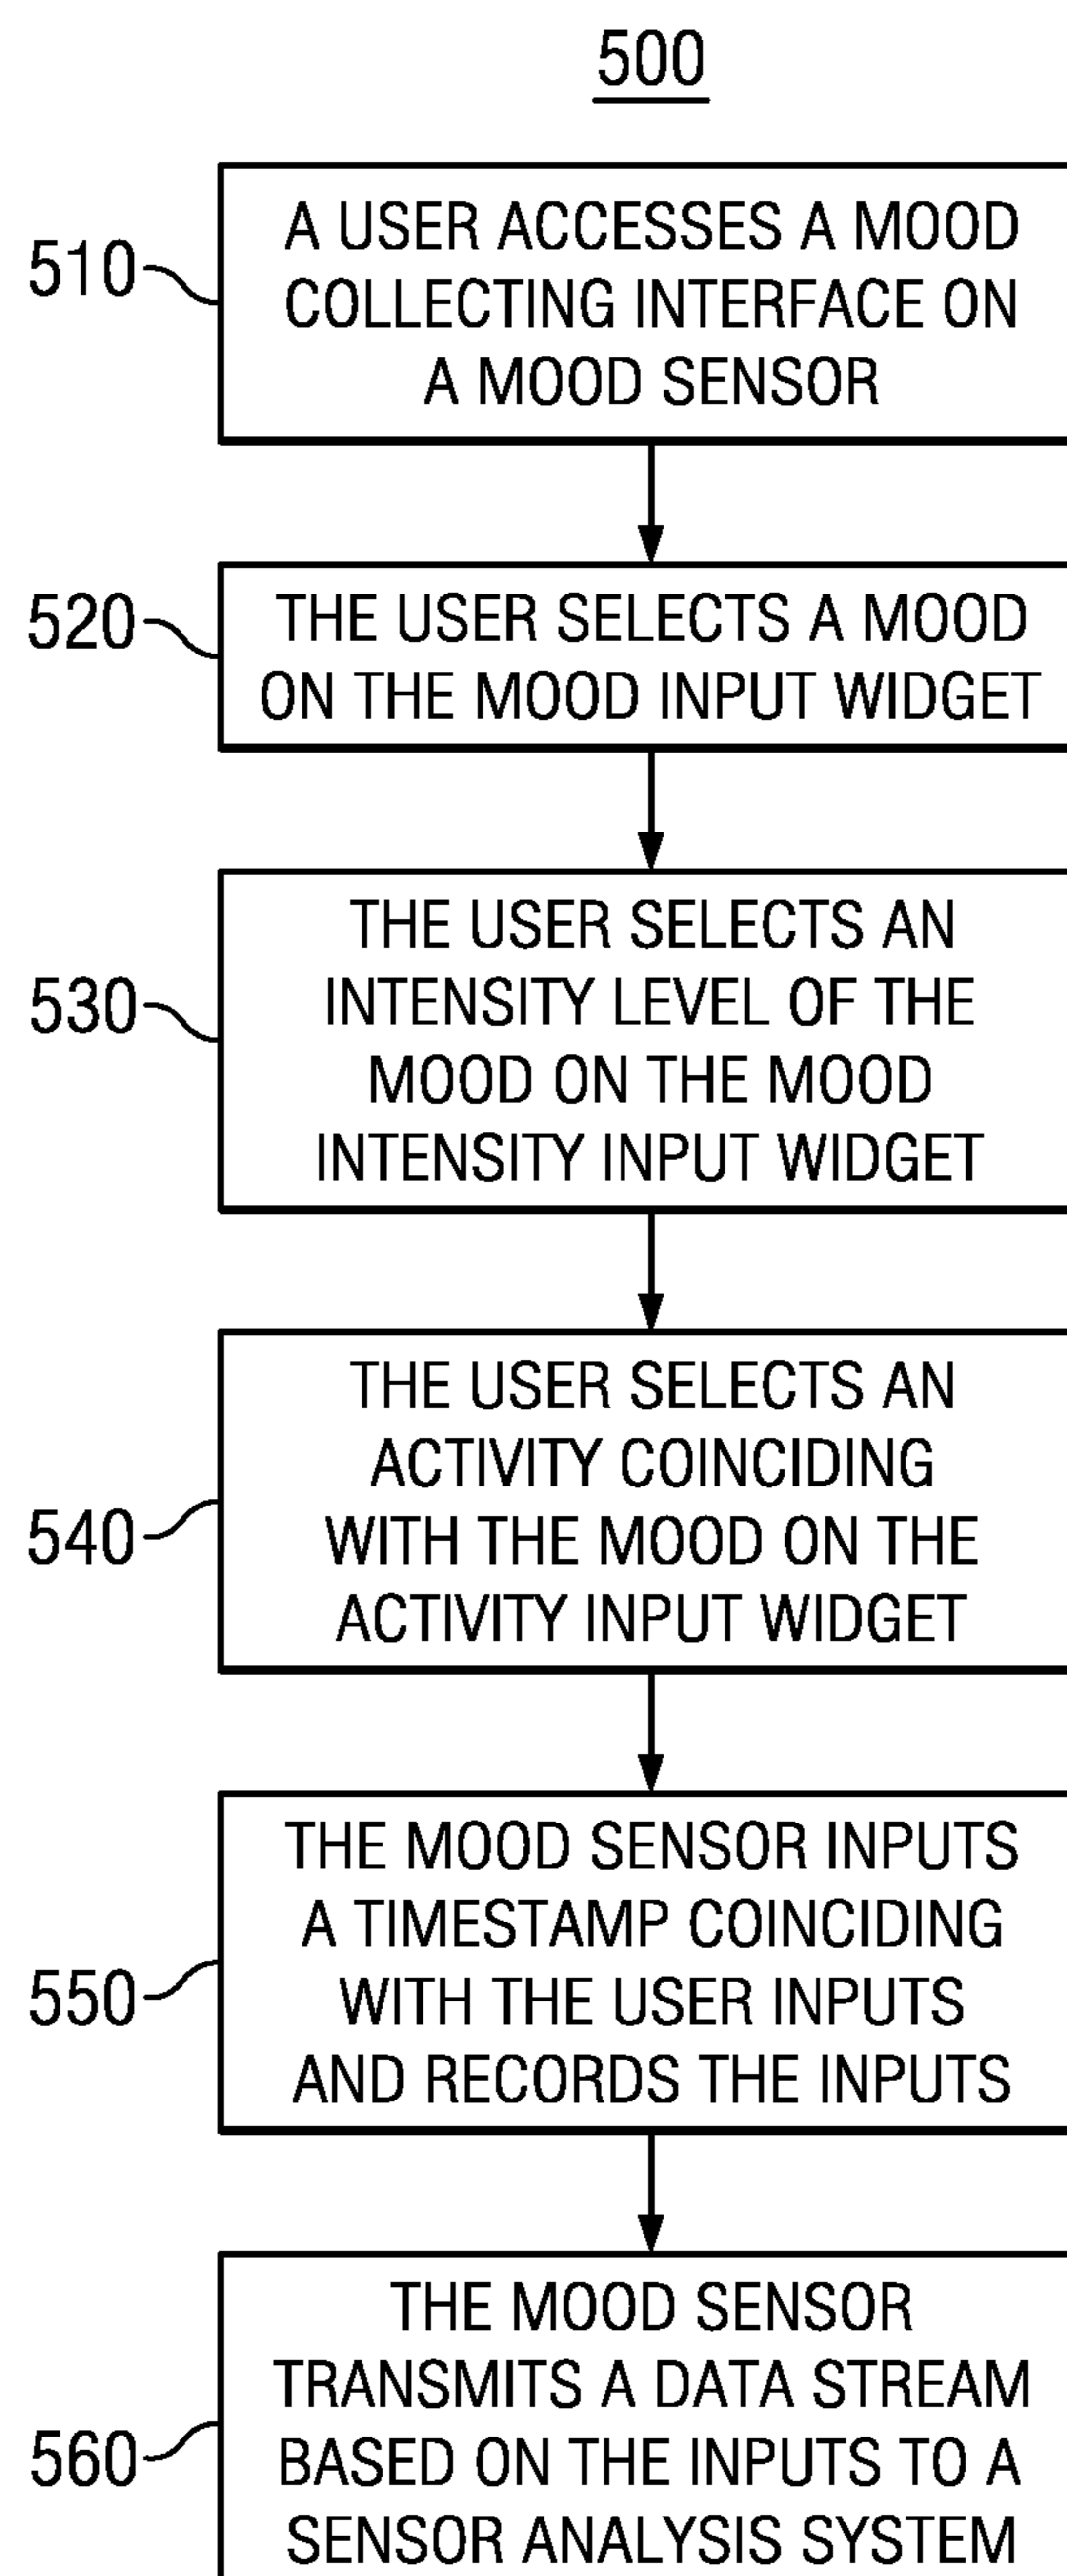 500
510
A USER ACCESSES A MOOD
COLLECTING INTERFACE ON
A MOOD SENSOR
520
THE USER SELECTS A MOOD
ON THE MOOD INPUT WIDGET
530
THE USER SELECTS AN
INTENSITY LEVEL OF THE
MOOD ON THE MOOD
INTENSITY INPUT WIDGET
540
THE USER SELECTS AN
ACTIVITY COINCIDING
WITH THE MOOD ON THE
ACTIVITY INPUT WIDGET
550
THE MOOD SENSOR INPUTS
A TIMESTAMP COINCIDING
WITH THE USER INPUTS
AND RECORDS THE INPUTS
560
THE MOOD SENSOR
TRANSMITS A DATA STREAM
BASED ON THE INPUTS TO A
SENSOR ANALYSIS SYSTEM